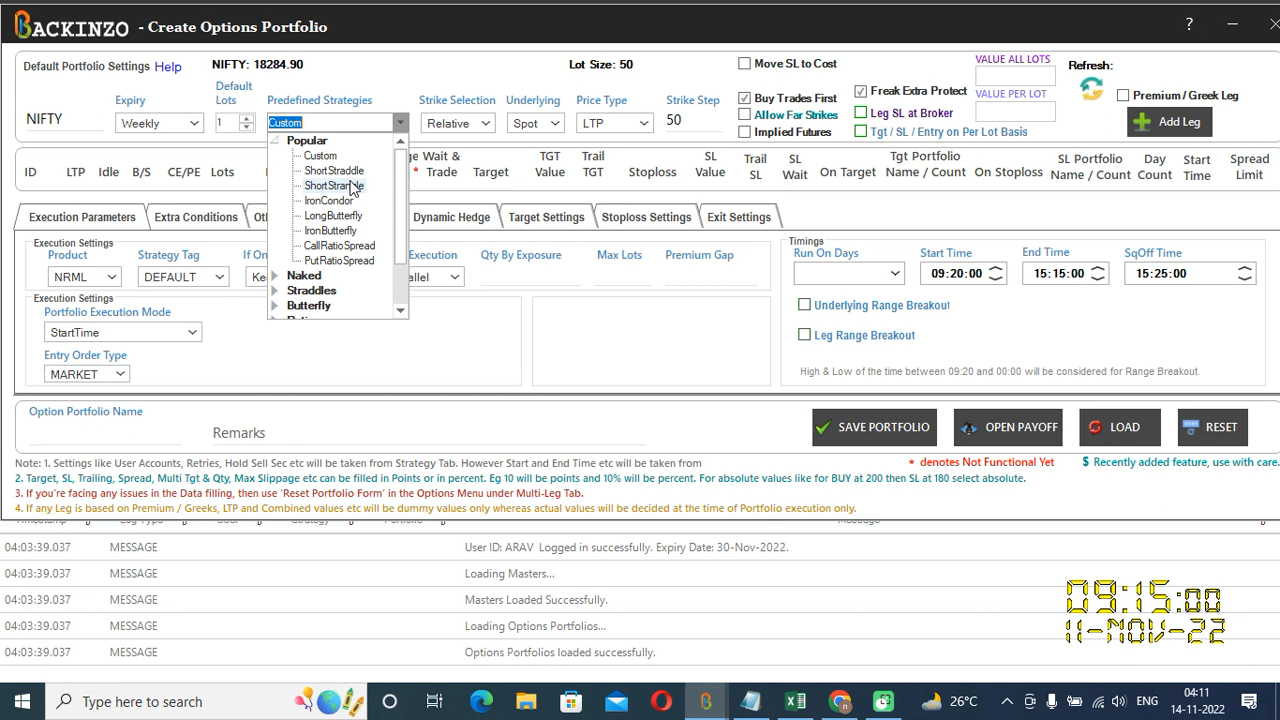 BACKINZO - Create Options Portfolio ?
Default Portfolio Settings Help NIFTY: 18284.90 Lot Size: 50 Move SL to Cost VALUE ALL LOTS Refresh:
Expiry Default Lots Predefined Strategies Strike Selection Underlying Price Type Strike Step Buy Trades First Freak Extra Protect VALUE PER LOT Premium / Greek Leg
NIFTY Weekly 1 Custom Relative Spot LTP 50 Allow Far Strikes Leg SL at Broker Add Leg
Implied Futures Tgt / SL / Entry on Per Lot Basis
Popular
Custom
ShortStraddle
IronCondor
LongButterfly
IronButterfly
CallRatioSpread
PutRatioSpread
Naked
Straddles
Butterfly
ID LTP Idle B/S CE/PE Lots Wait & Trade * Target TGT Value Trail TGT Stoploss SL Value Trail SL SL Wait On Target Tgt Portfolio Name / Count On Stoploss SL Portfolio Name / Count Day Count Start Time Spread Limit
Execution Parameters Extra Conditions Dynamic Hedge Target Settings Stoploss Settings Exit Settings
Execution Settings Timings
Product Strategy Tag Execution Qty By Exposure Max Lots Premium Gap Run On Days Start Time End Time SqOff Time
NRML DEFAULT 09:20:00 15:15:00 15:25:00
Execution Settings Underlying Range Breakout
Portfolio Execution Mode
StartTime Leg Range Breakout
Entry Order Type
MARKET High & Low of the time between 09:20 and 00:00 will be considered for Range Breakout.
Option Portfolio Name
Remarks SAVE PORTFOLIO OPEN PAYOFF LOAD RESET
Note: 1. Settings like User Accounts, Retries, Hold Sell Sec etc will be taken from Strategy Tab. However Start and End Time etc will be taken from * denotes Not Functional Yet $ Recently added feature, use with care.
2. Target, SL, Trailing, Spread, Multi Tgt & Qty, Max Slippage etc can be filled in Points or in percent. Eg 10 will be points and 10% will be percent. For absolute values like for BUY at 200 then SL at 180 select absolute.
3. If you're facing any issues in the Data filling, then use 'Reset Portfolio Form' in the Options Menu under Multi-Leg Tab.
4. If any Leg is based on Premium / Greeks, LTP and Combined values etc will be dummy values only whereas actual values will be decided at the time of Portfolio execution only.
04:03:39.037 MESSAGE User ID: ARAV Logged in successfully. Expiry Date: 30-Nov-2022.
04:03:39.037 MESSAGE Loading Masters...
04:03:39.037 MESSAGE Masters Loaded Successfully.
04:03:39.037 MESSAGE Loading Options Portfolios...
04:03:39.037 MESSAGE Options Portfolios loaded successfully.
09:15:00
11-NOV-22
Type here to search 26°C ENG 04:11
14-11-2022